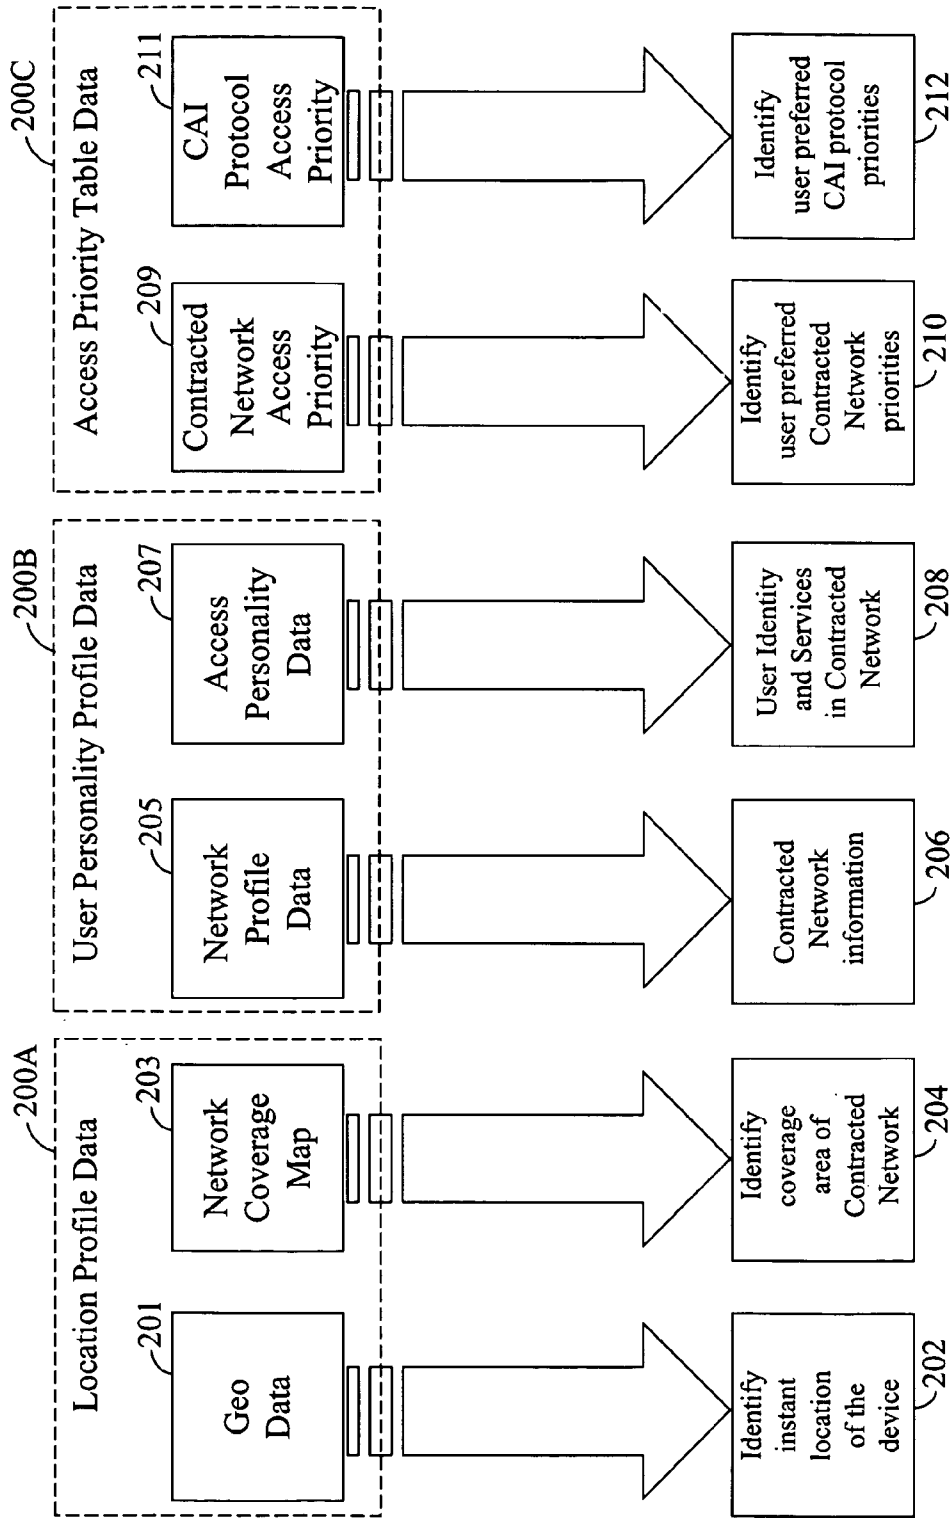 200A
Location Profile Data
201
Geo
Data
203
Network
Coverage
Map
Identify
instant
location
of the
device
202
Identify
coverage
area of
Contracted
Network
204
200B
User Personality Profile Data
205
Network
Profile
Data
207
Access
Personality
Data
Contracted
Network
information
206
User Identity
and Services
in Contracted
Network
208
200C
Access Priority Table Data
209
Contracted
Network
Access
Priority
211
CAI
Protocol
Access
Priority
Identify
user preferred
Contracted
Network
priorities
210
Identify
user preferred
CAI protocol
priorities
212